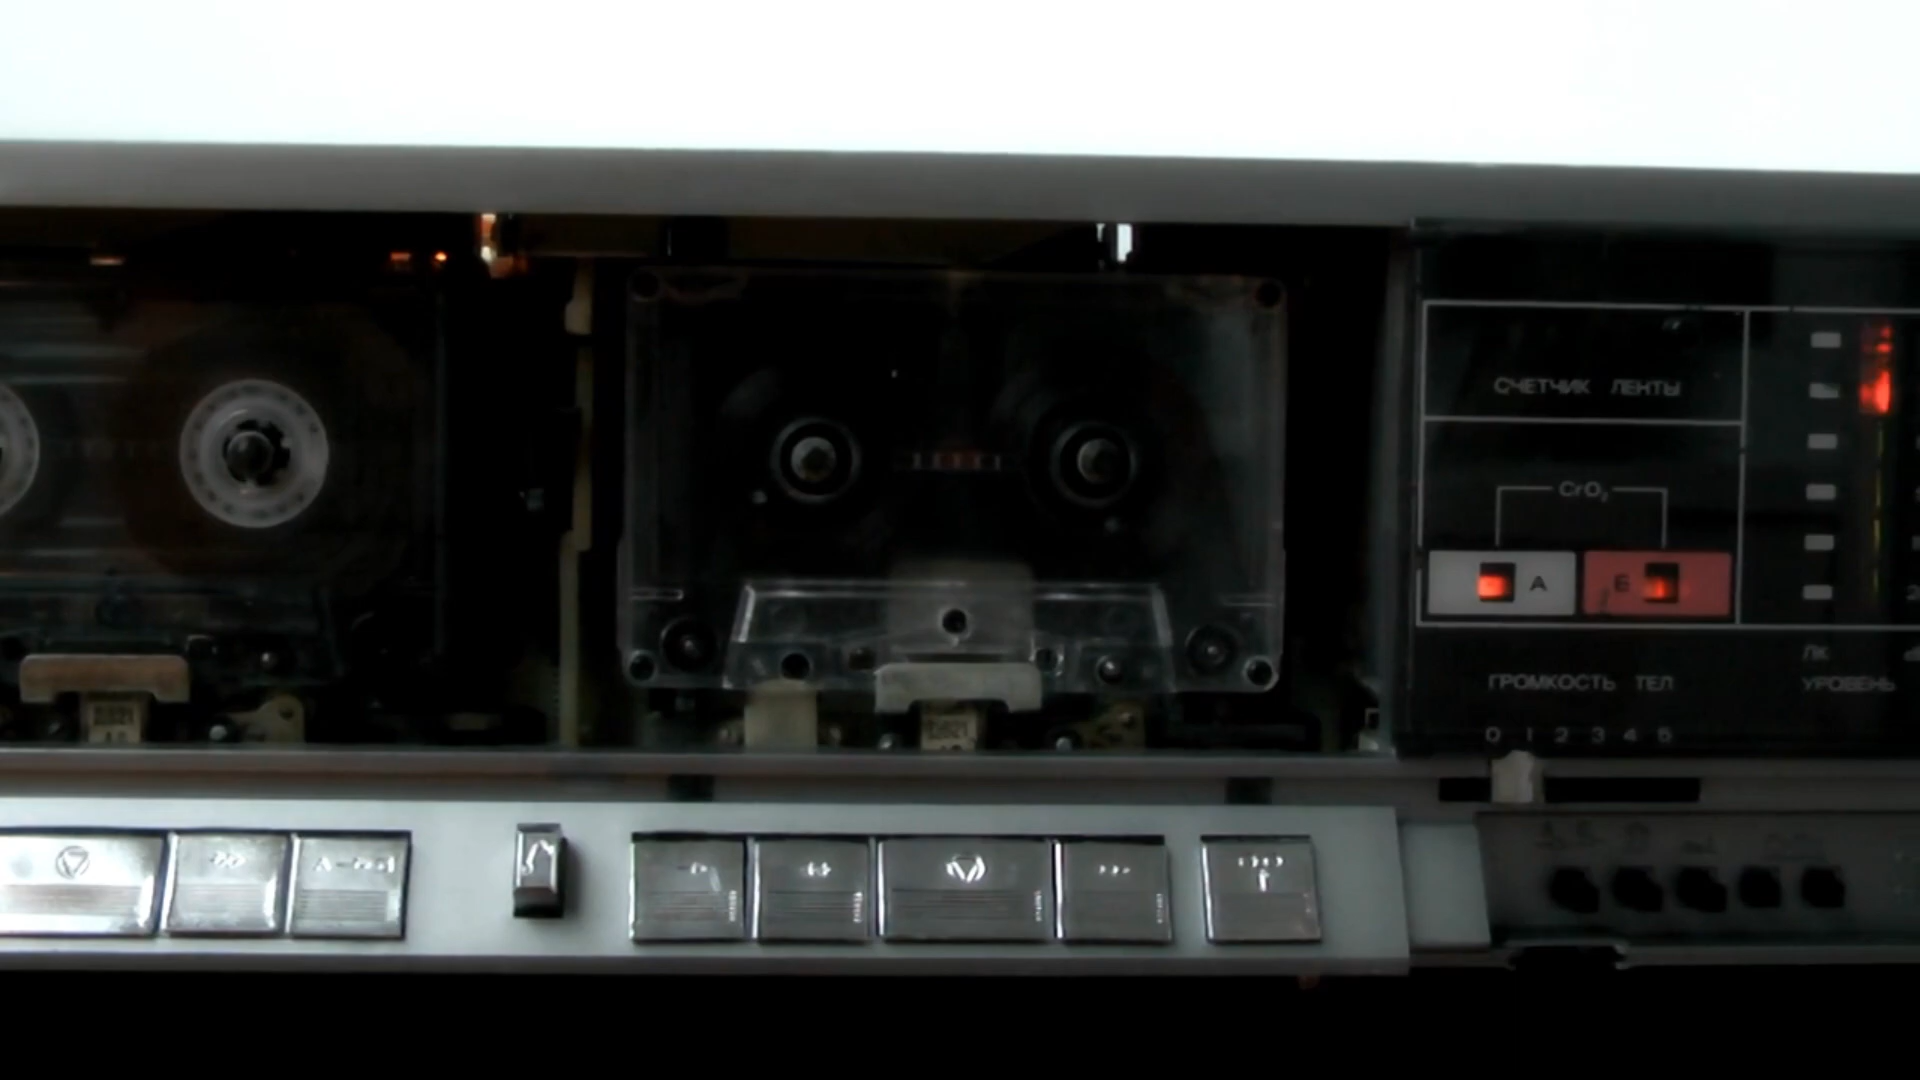 СЧЕТЧИК ЛЕНТЫ
CrO₂
А Б
ГРОМКОСТЬ ТЕЛ
0 1 2 3 4 5
ЛК
УРОВЕНЬ